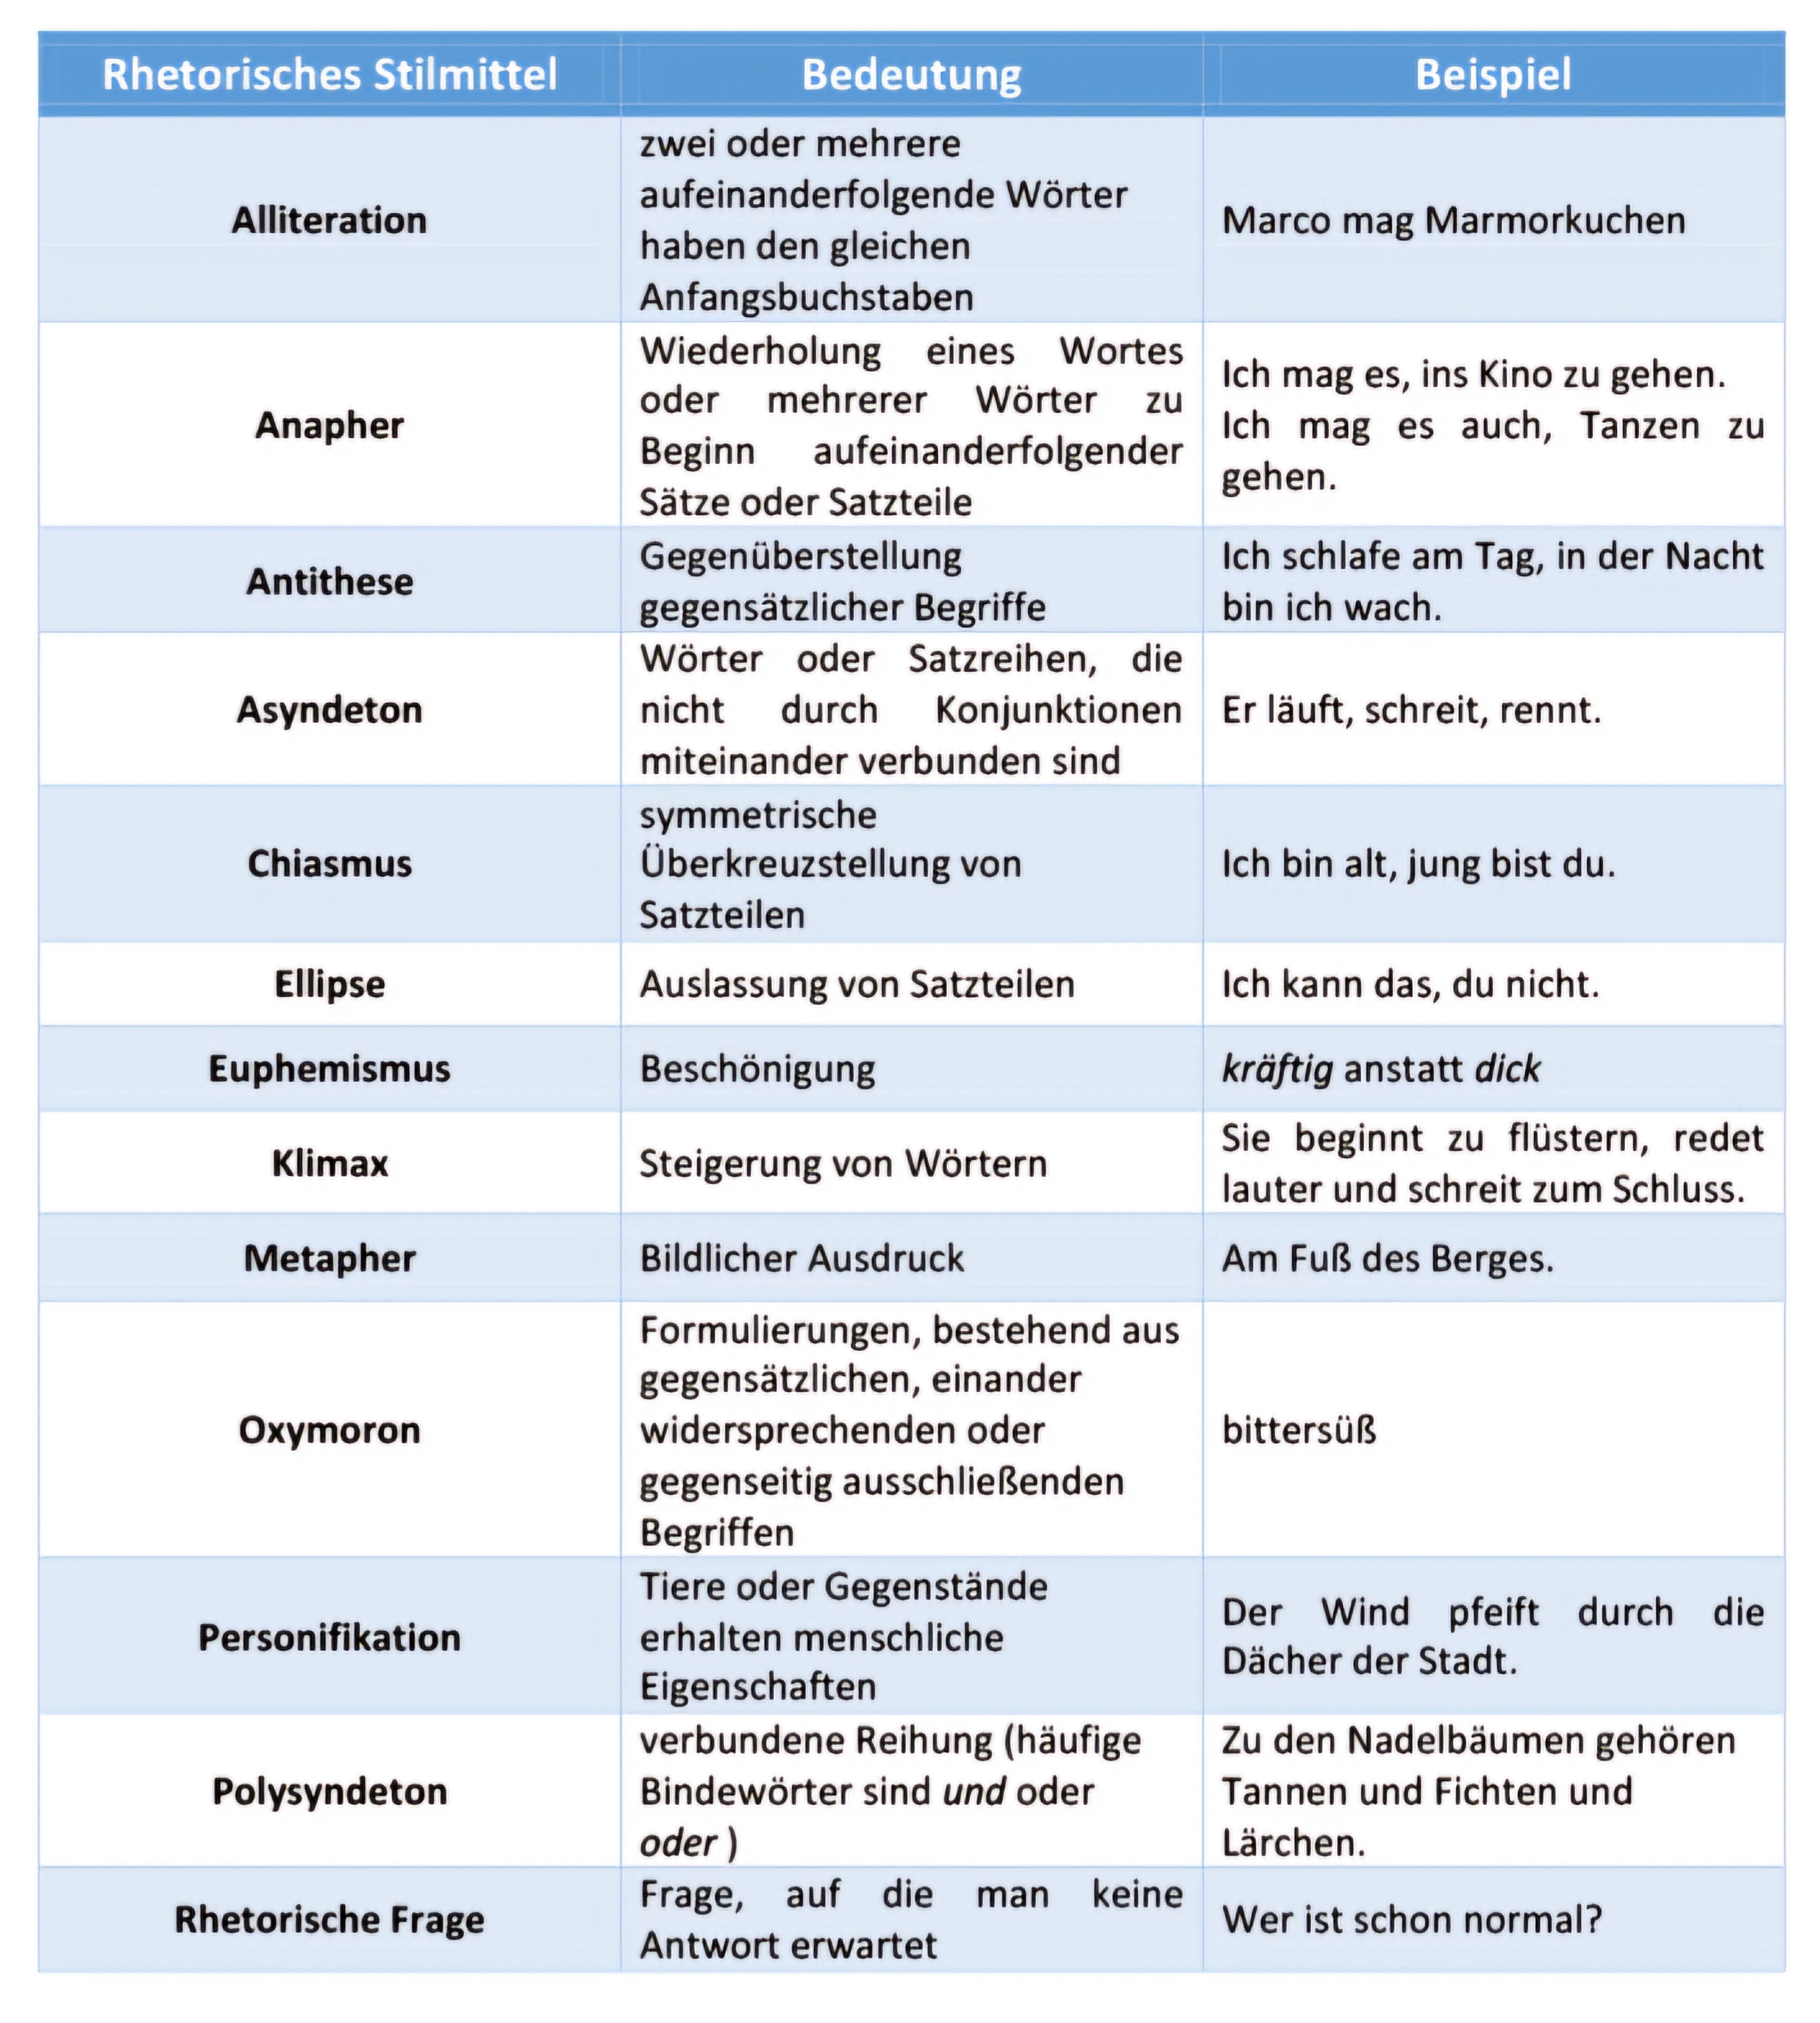 Rhetorisches Stilmittel Bedeutung Beispiel
Alliteration
zwei oder mehrere
aufeinanderfolgende Wörter
haben den gleichen
Anfangsbuchstaben
Marco mag Marmorkuchen
Anapher
Wiederholung eines Wortes
oder mehrerer Wörter zu
Beginn aufeinanderfolgender
Sätze oder Satzteile
Ich mag es, ins Kino zu gehen.
Ich mag es auch, Tanzen zu
gehen.
Antithese
Gegenüberstellung
gegensätzlicher Begriffe
Ich schlafe am Tag, in der Nacht
bin ich wach.
Asyndeton
Wörter oder Satzreihen, die
nicht durch Konjunktionen
miteinander verbunden sind
Er läuft, schreit, rennt.
Chiasmus
symmetrische
Überkreuzstellung von
Satzteilen
Ich bin alt, jung bist du.
Ellipse
Auslassung von Satzteilen
Ich kann das, du nicht.
Euphemismus
Beschönigung
kräftig anstatt dick
Klimax
Steigerung von Wörtern
Sie beginnt zu flüstern, redet
lauter und schreit zum Schluss.
Metapher
Bildlicher Ausdruck
Am Fuß des Berges.
Oxymoron
Formulierungen, bestehend aus
gegensätzlichen, einander
widersprechenden oder
gegenseitig ausschließenden
Begriffen
bittersüß
Personifikation
Tiere oder Gegenstände
erhalten menschliche
Eigenschaften
Der Wind pfeift durch die
Dächer der Stadt.
Polysyndeton
verbundene Reihung (häufige
Bindewörter sind und oder
oder )
Zu den Nadelbäumen gehören
Tannen und Fichten und
Lärchen.
Rhetorische Frage
Frage, auf die man keine
Antwort erwartet
Wer ist schon normal?